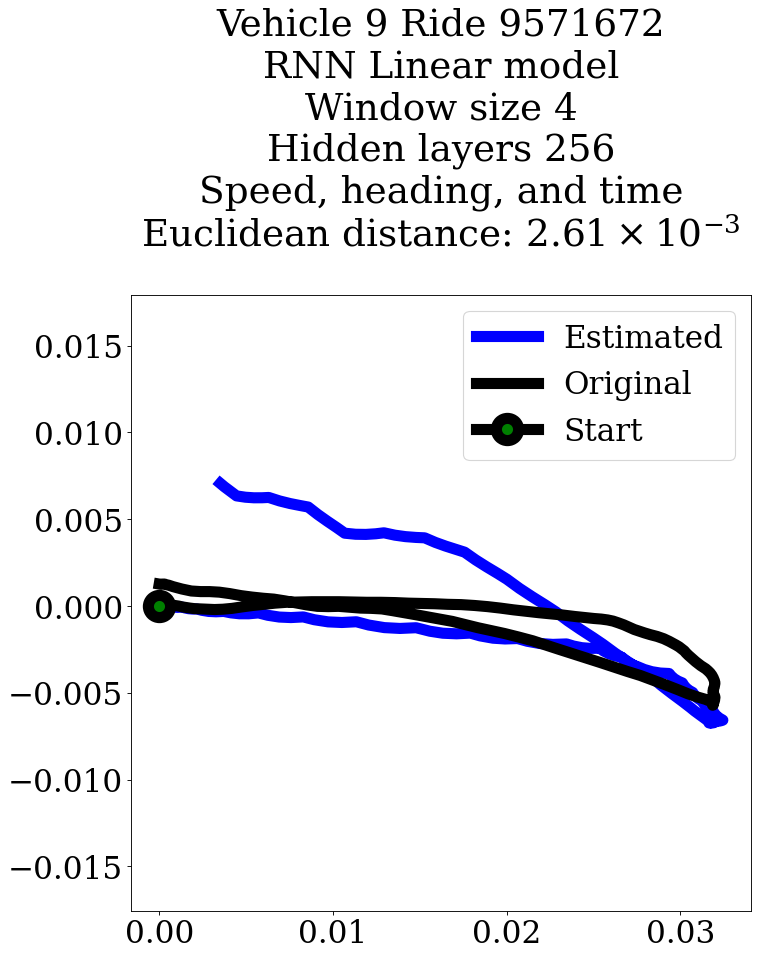 Vehicle 9 Ride 9571672
RNN Linear model
Window size 4
Hidden layers 256
Speed, heading, and time
Euclidean distance: 2.61 × 10⁻³
Estimated
Original
Start
0.015
0.010
0.005
0.000
−0.005
−0.010
−0.015
0.00 0.01 0.02 0.03